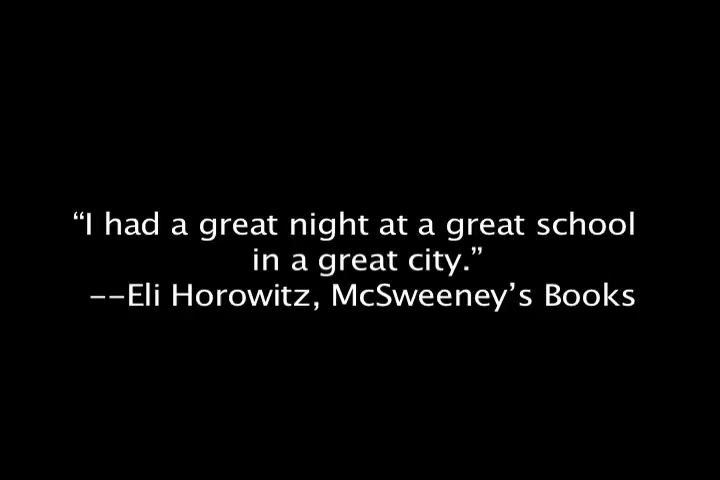 “I had a great night at a great school
in a great city.”
--Eli Horowitz, McSweeney’s Books